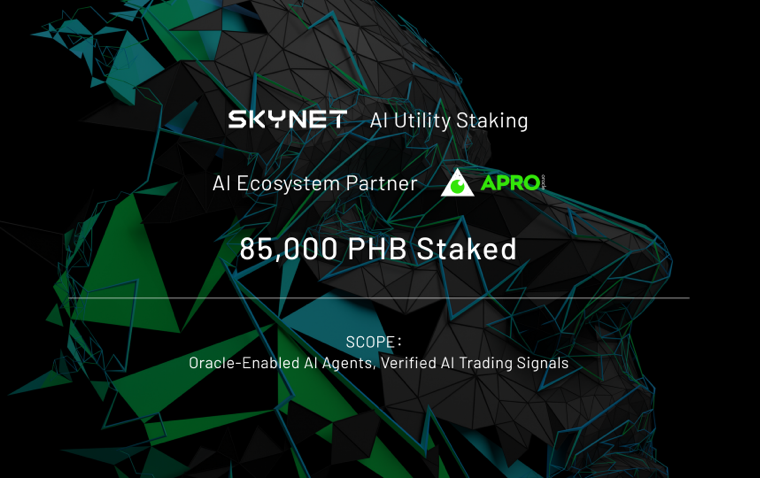 SKYNET AI Utility Staking
AI Ecosystem Partner APRO
85,000 PHB Staked
SCOPE:
Oracle-Enabled AI Agents, Verified AI Trading Signals